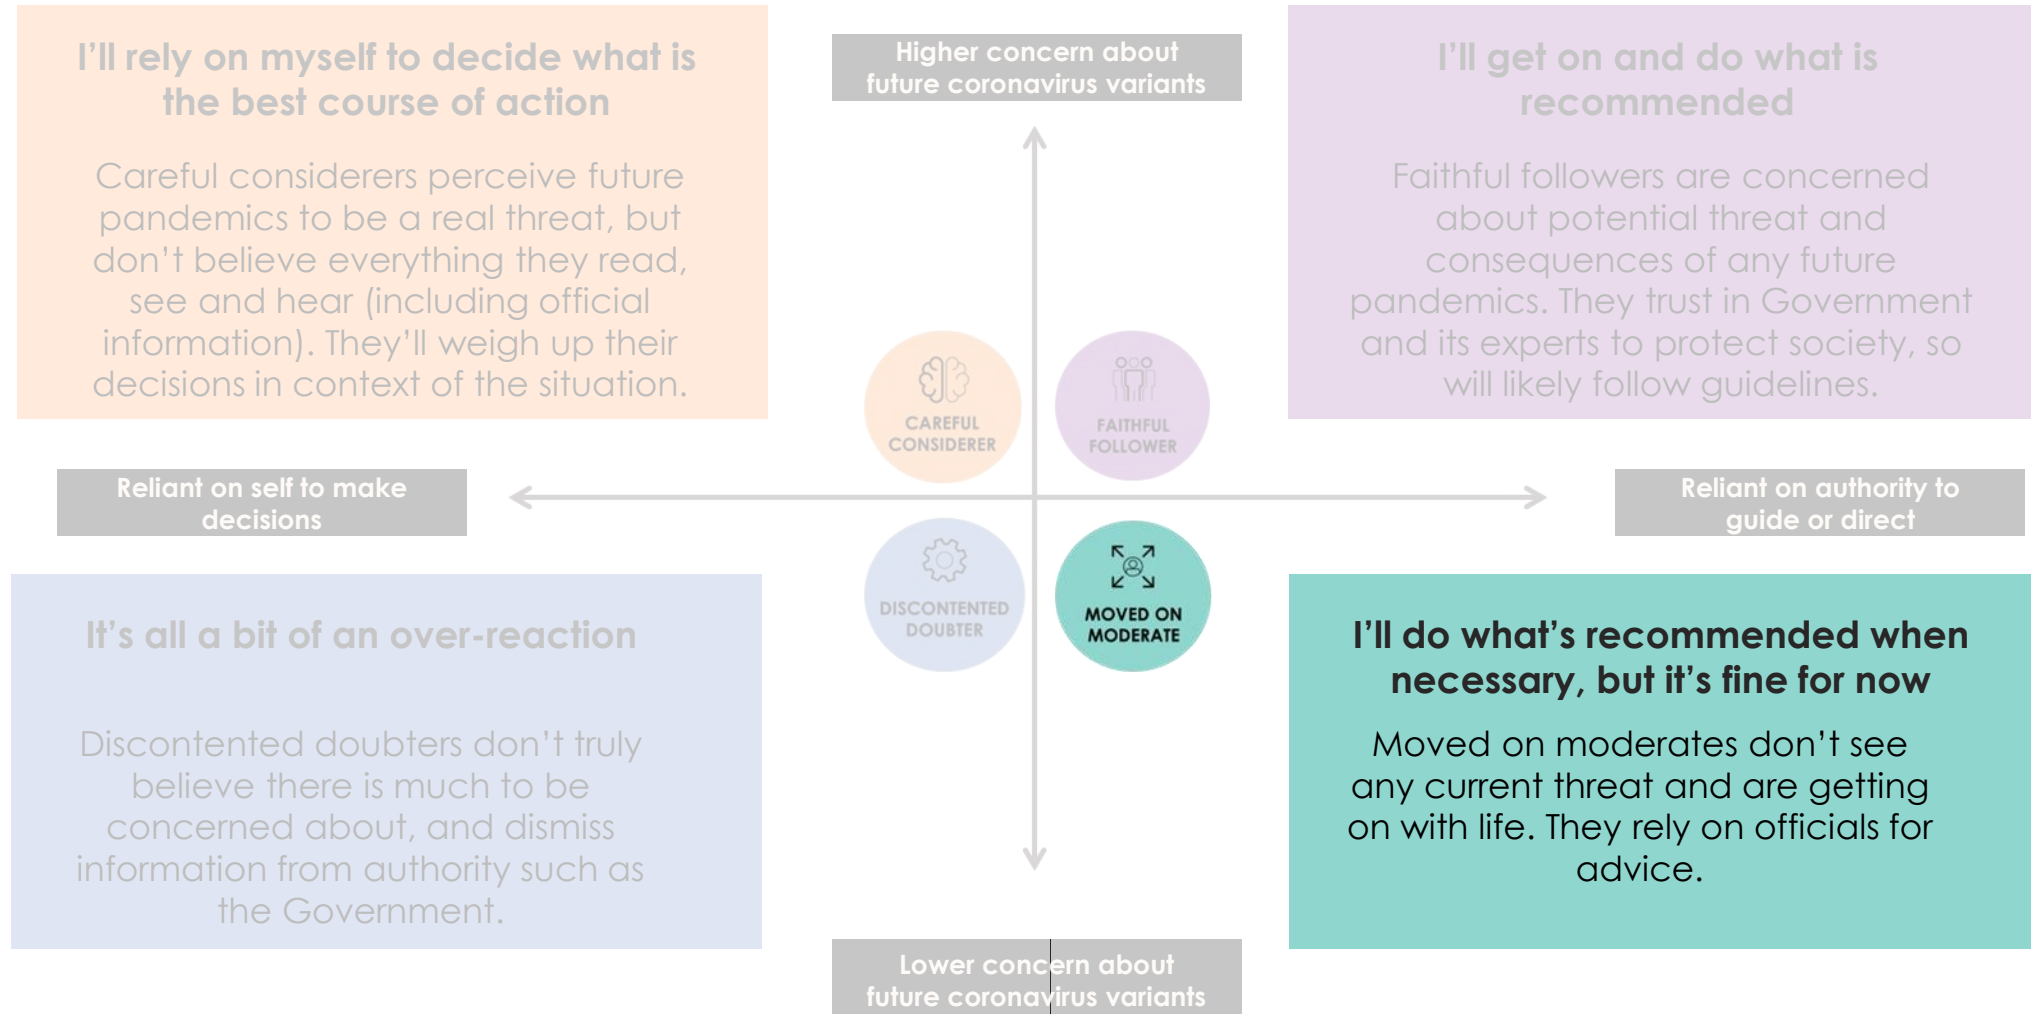 I'll rely on myself to decide what is
the best course of action
Careful considerers perceive future
pandemics to be a real threat, but
don't believe everything they read,
see and hear (including official
information). They'll weigh up their
decisions in context of the situation.
Higher concern about
future coronavirus variants
I'll get on and do what is
recommended
Faithful followers are concerned
about potential threat and
consequences of any future
pandemics. They trust in Government
and its experts to protect society, so
will likely follow guidelines.
CAREFUL
CONSIDERER
FAITHFUL
FOLLOWER
Reliant on self to make
decisions
Reliant on authority to
guide or direct
DISCONTENTED
DOUBTER
MOVED ON
MODERATE
It's all a bit of an over-reaction
Discontented doubters don't truly
believe there is much to be
concerned about, and dismiss
information from authority such as
the Government.
I'll do what's recommended when
necessary, but it's fine for now
Moved on moderates don't see
any current threat and are getting
on with life. They rely on officials for
advice.
Lower concern about
future coronavirus variants